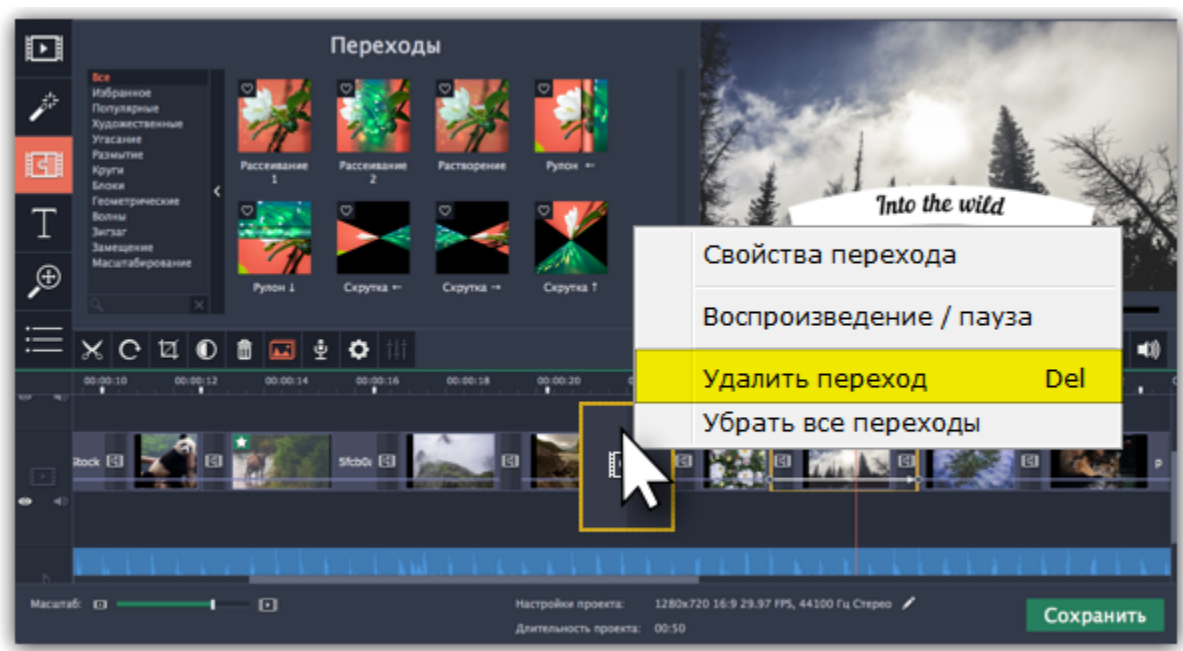 Переходы
Все
Избранное
Популярные
Художественные
Угасание
Размытие
Круги
Блоки
Геометрические
Волны
Зигзаг
Замещение
Масштабирование
Рассеивание 1
Рассеивание 2
Растворение
Рулон ←
Рулон ↓
Скрутка ←
Скрутка →
Скрутка ↑
Into the wild
Свойства перехода
Воспроизведение / пауза
Удалить переход Del
Убрать все переходы
00:00:10 00:00:12 00:00:14 00:00:16 00:00:18 00:00:20
Stock
Масштаб:
Настройки проекта: 1280x720 16:9 29.97 FPS, 44100 Гц Стерео
Длительность проекта: 00:50
Сохранить